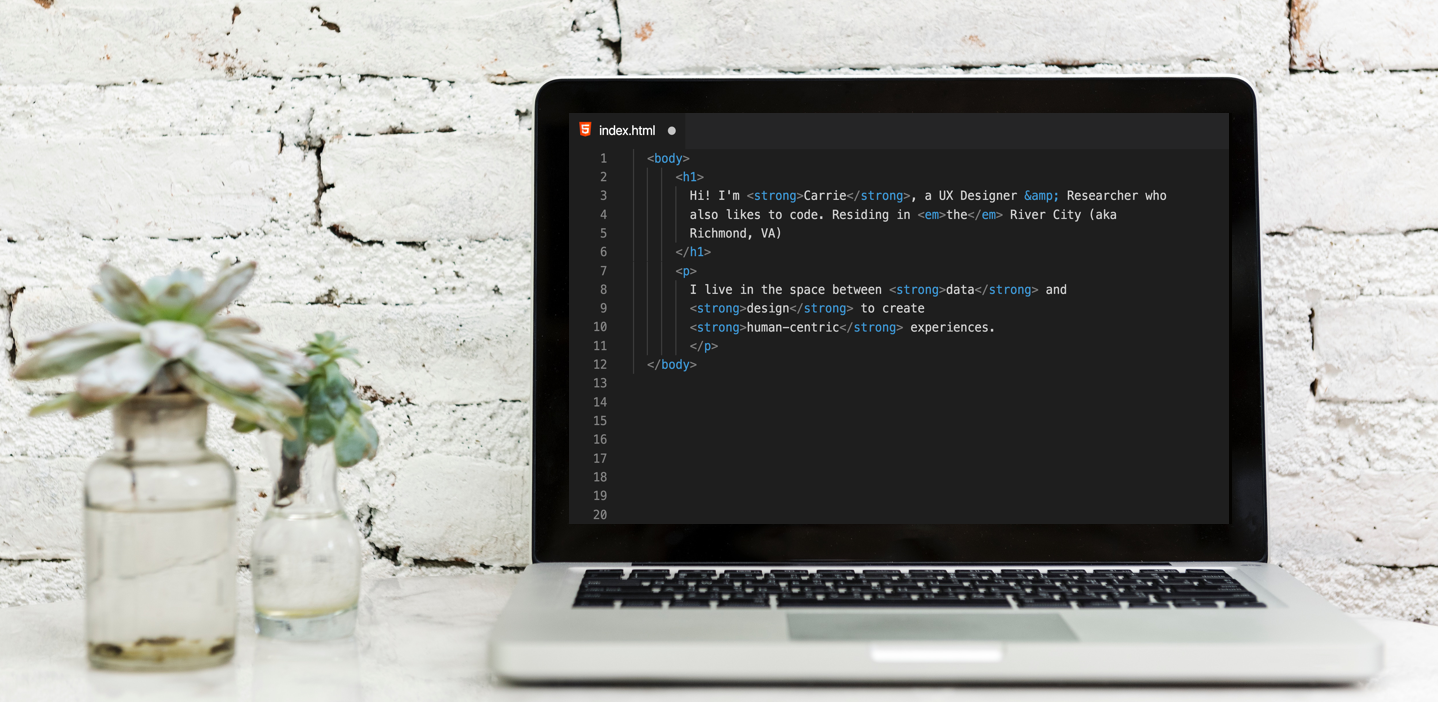 index.html
1 <body>
2 <h1>
3 Hi! I'm <strong>Carrie</strong>, a UX Designer &amp; Researcher who
4 also likes to code. Residing in <em>the</em> River City (aka
5 Richmond, VA)
6 </h1>
7 <p>
8 I live in the space between <strong>data</strong> and
9 <strong>design</strong> to create
10 <strong>human-centric</strong> experiences.
11 </p>
12 </body>
13
14
15
16
17
18
19
20